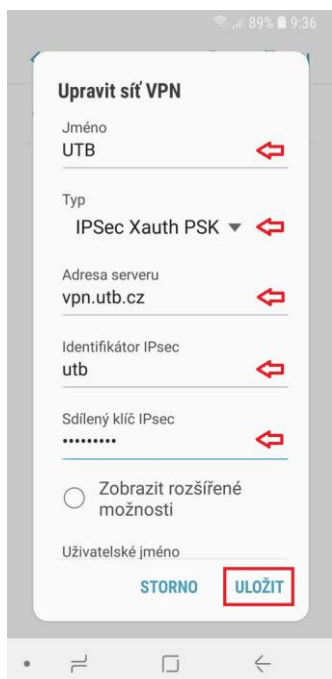 89% 9:36
Upravit síť VPN
Jméno
UTB
Typ
IPSec Xauth PSK
Adresa serveru
vpn.utb.cz
Identifikátor IPsec
utb
Sdílený klíč IPsec
•••••••••
Zobrazit rozšířené
možnosti
Uživatelské jméno
STORNO ULOŽIT